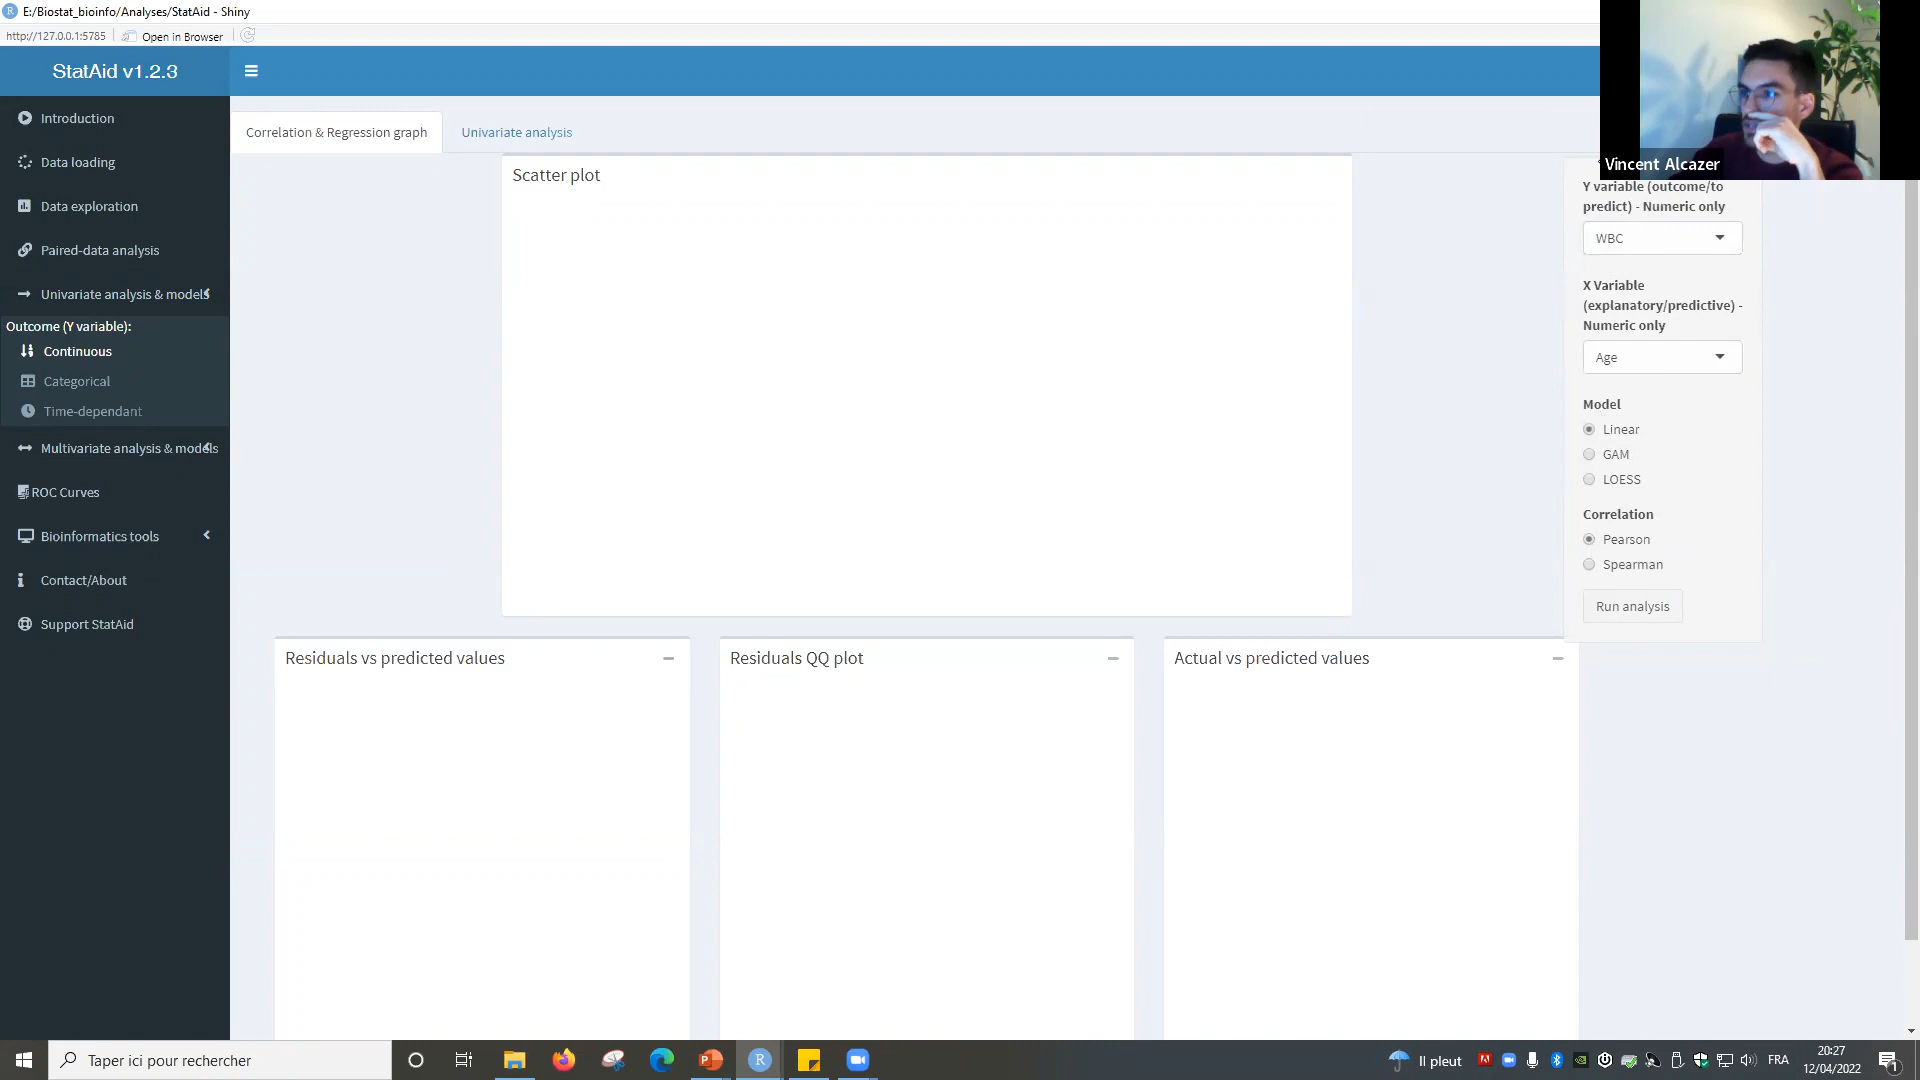 E:/Biostat_bioinfo/Analyses/StatAid - Shiny
http://127.0.0.1:5785
Open in Browser
StatAid v1.2.3
Introduction
Data loading
Data exploration
Paired-data analysis
Univariate analysis & models
Outcome (Y variable):
Continuous
Categorical
Time-dependant
Multivariate analysis & models
ROC Curves
Bioinformatics tools
Contact/About
Support StatAid
Correlation & Regression graph
Univariate analysis
Scatter plot
Residuals vs predicted values
Residuals QQ plot
Actual vs predicted values
Vincent Alcazer
Y variable (outcome/to
predict) - Numeric only
WBC
X Variable
(explanatory/predictive) -
Numeric only
Age
Model
Linear
GAM
LOESS
Correlation
Pearson
Spearman
Run analysis
Taper ici pour rechercher
Il pleut
FRA
20:27
12/04/2022
1